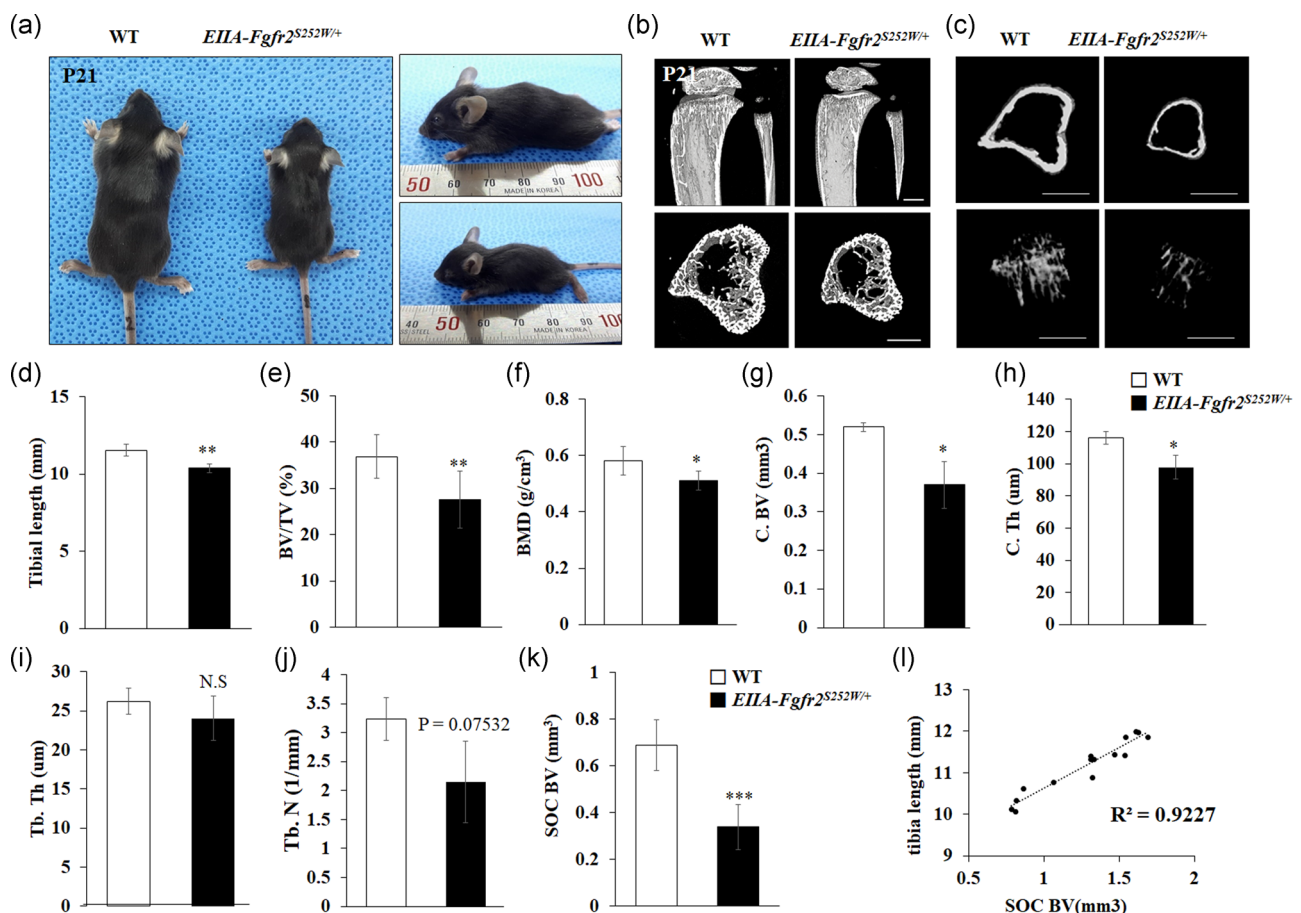 (a)
WT EIIA-Fgfr2S252W/+
P21
50 60 70 80 90 100
MADE IN KOREA
40 50 60 70 80 90 100
STEEL MADE IN KOREA
(b)
WT EIIA-Fgfr2S252W/+
P21
(c)
WT EIIA-Fgfr2S252W/+
(d)
Tibial length (mm)
15
10
5
0
**
(e)
BV/TV (%)
50
40
30
20
10
0
**
(f)
BMD (g/cm³)
0.8
0.6
0.4
0.2
0
*
(g)
C. BV (mm3)
0.6
0.5
0.4
0.3
0.2
0.1
0
*
(h)
WT
EIIA-Fgfr2S252W/+
C. Th (um)
140
120
100
80
60
40
20
0
*
(i)
Tb. Th (um)
30
25
20
15
10
5
0
N.S
(j)
Tb. N (1/mm)
4
3.5
3
2.5
2
1.5
1
0.5
0
P = 0.07532
(k)
SOC BV (mm³)
1
0.8
0.6
0.4
0.2
0
***
WT
EIIA-Fgfr2S252W/+
(l)
tibia length (mm)
13
12
11
10
9
R² = 0.9227
0.5 1 1.5 2
SOC BV(mm3)